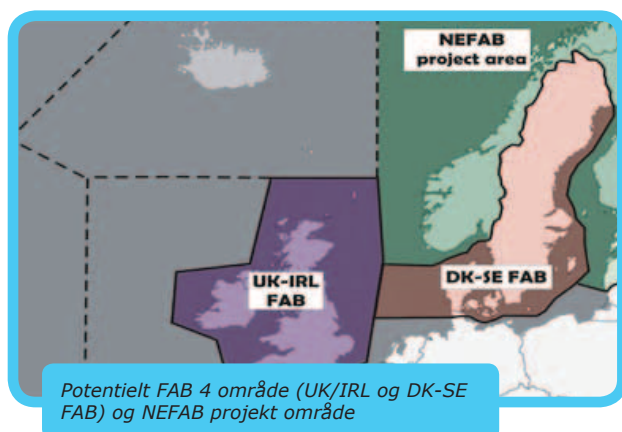 NEFAB
project area
UK-IRL
FAB
DK-SE FAB
Potentielt FAB 4 område (UK/IRL og DK-SE
FAB) og NEFAB projekt område